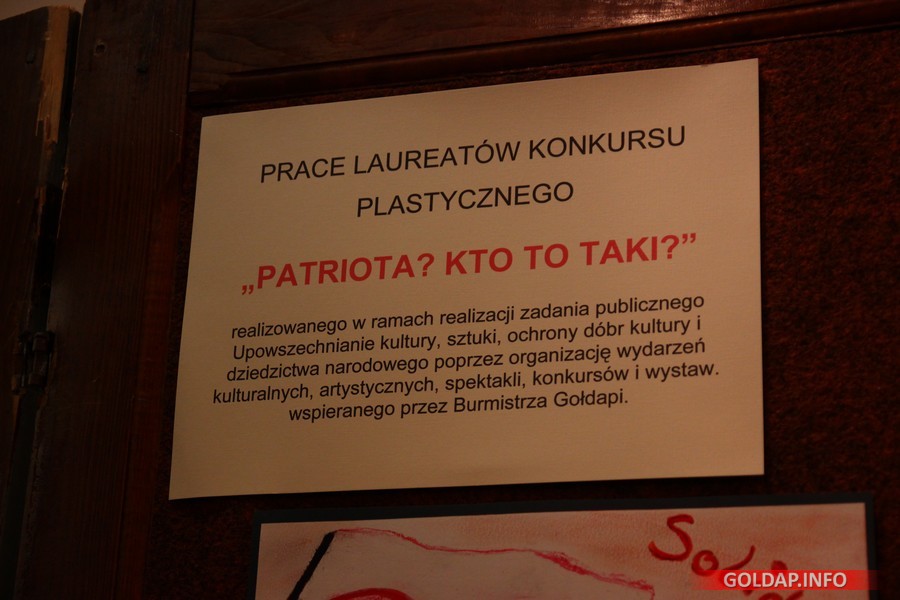 PRACE LAUREATÓW KONKURSU
PLASTYCZNEGO
„PATRIOTA? KTO TO TAKI?”
realizowanego w ramach realizacji zadania publicznego
Upowszechnianie kultury, sztuki, ochrony dóbr kultury i
dziedzictwa narodowego poprzez organizację wydarzeń
kulturalnych, artystycznych, spektakli, konkursów i wystaw.
wspieranego przez Burmistrza Gołdapi.
GOLDAP.INFO